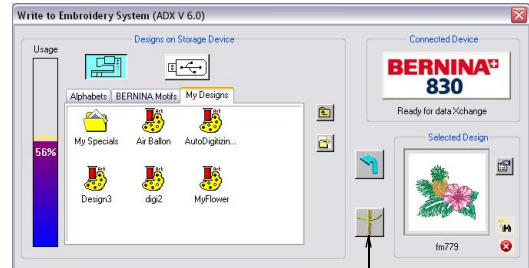 Write to Embroidery System (ADX V 6.0)
Usage
Designs on Storage Device
Connected Device
BERNINA
830
Ready for data Xchange
Alphabets BERNINA Motifs My Designs
My Specials Air Ballon AutoDigitizin...
Design3 digi2 MyFlower
56%
Selected Design
fm779